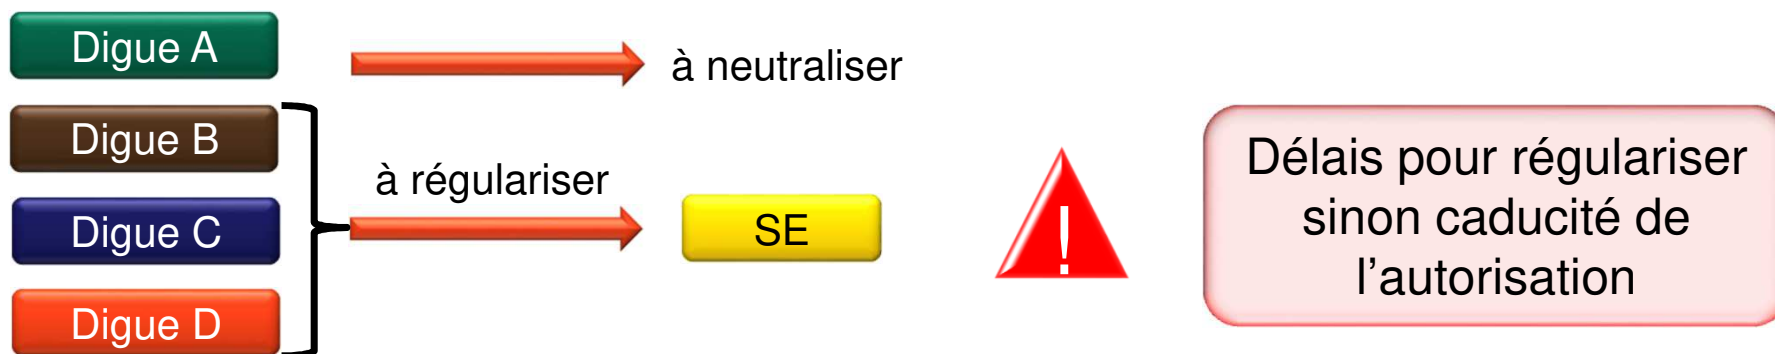 Digue A
à neutraliser
Digue B
Digue C
Digue D
à régulariser
SE
!
Délais pour régulariser
sinon caducité de
l’autorisation